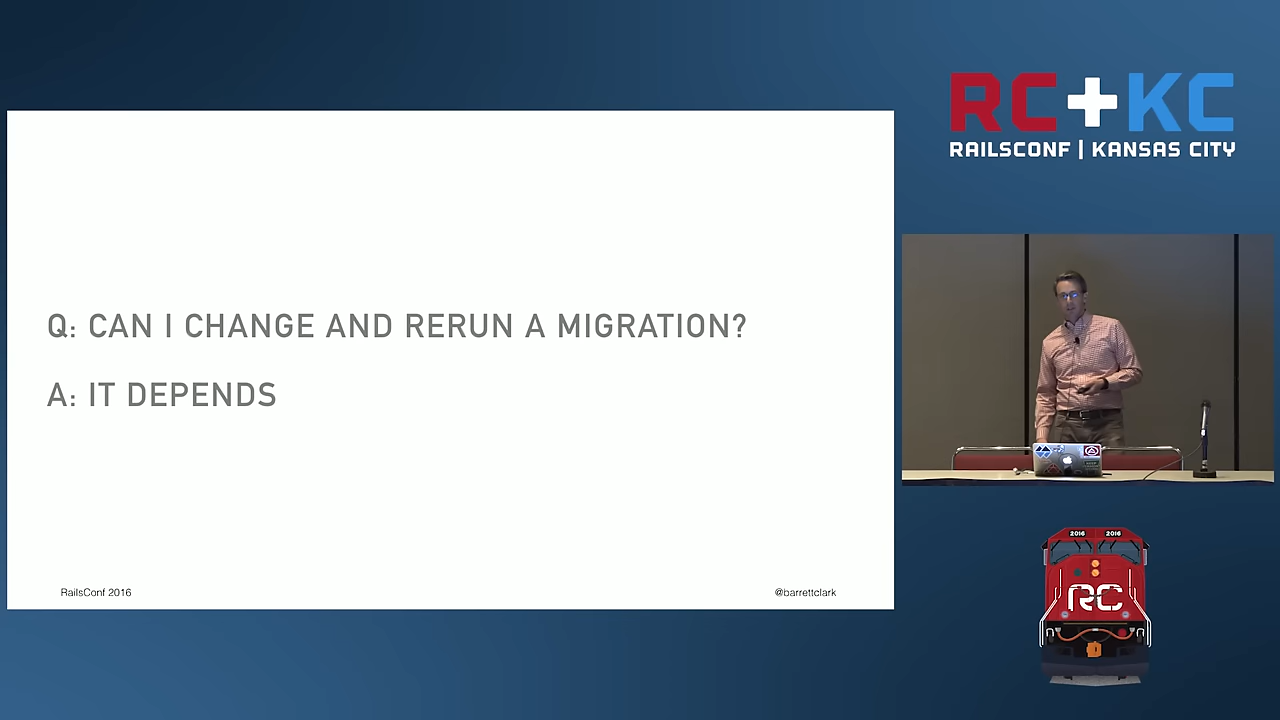 RC+KC
RAILSCONF | KANSAS CITY
Q: CAN I CHANGE AND RERUN A MIGRATION?
A: IT DEPENDS
RailsConf 2016
@barrettclark
2016 2016
RC